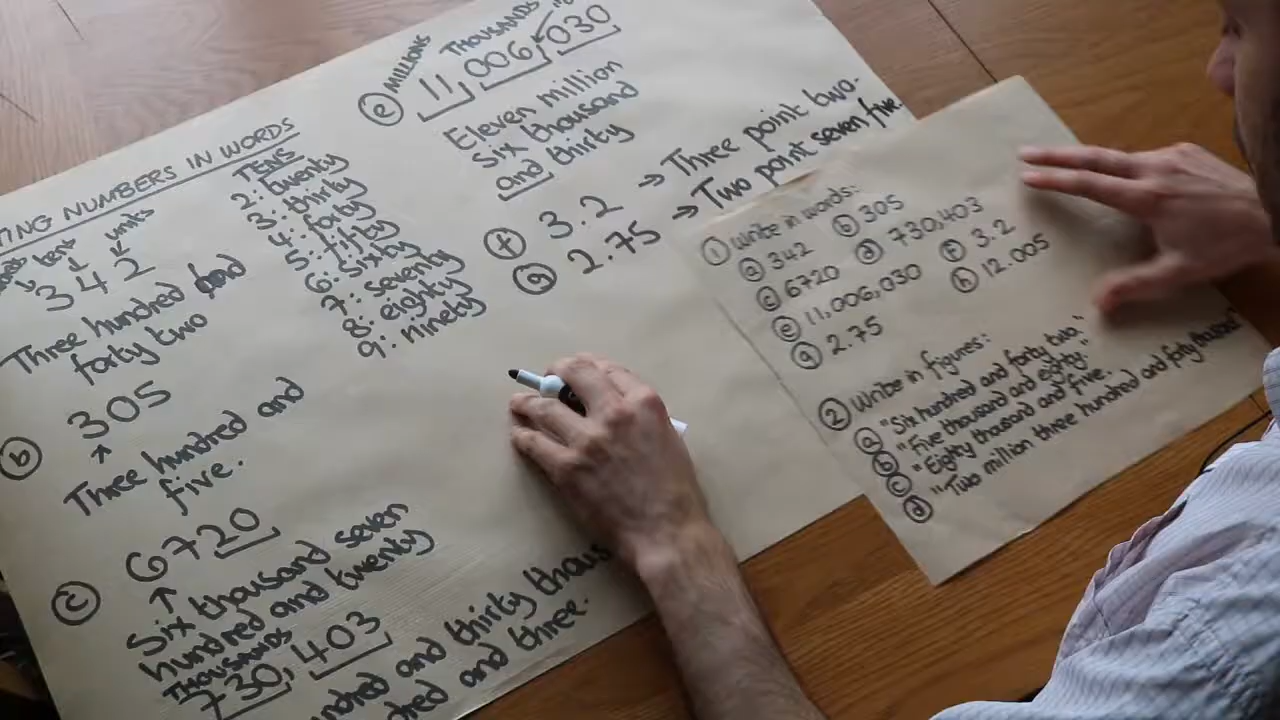 NUMBERS IN WORDS
tens units
342
Three hundred and
forty two
TENS
2: twenty
3: thirty
4: forty
5: fifty
6: Sixty
7: seventy
8: eighty
9: ninety
b 305
Three hundred and
five.
c 6720
Six thousand seven
hundred and twenty
THOUSANDS
730,403
and thirty
and three.
e MILLIONS THOUSANDS
11,006,030
Eleven million
six thousand
and thirty
f 3.2 → Three point two.
g 2.75 → Two point seven five.
1 Write in words:
a 342 b 305
c 6720 d 730,403
e 11,006,030 f 3.2
g 2.75 h 12.005
2 Write in figures:
a "Six hundred and forty two."
b "Five thousand and eighty."
c "Eighty thousand and five.
d "Two million three hundred and forty thousand"